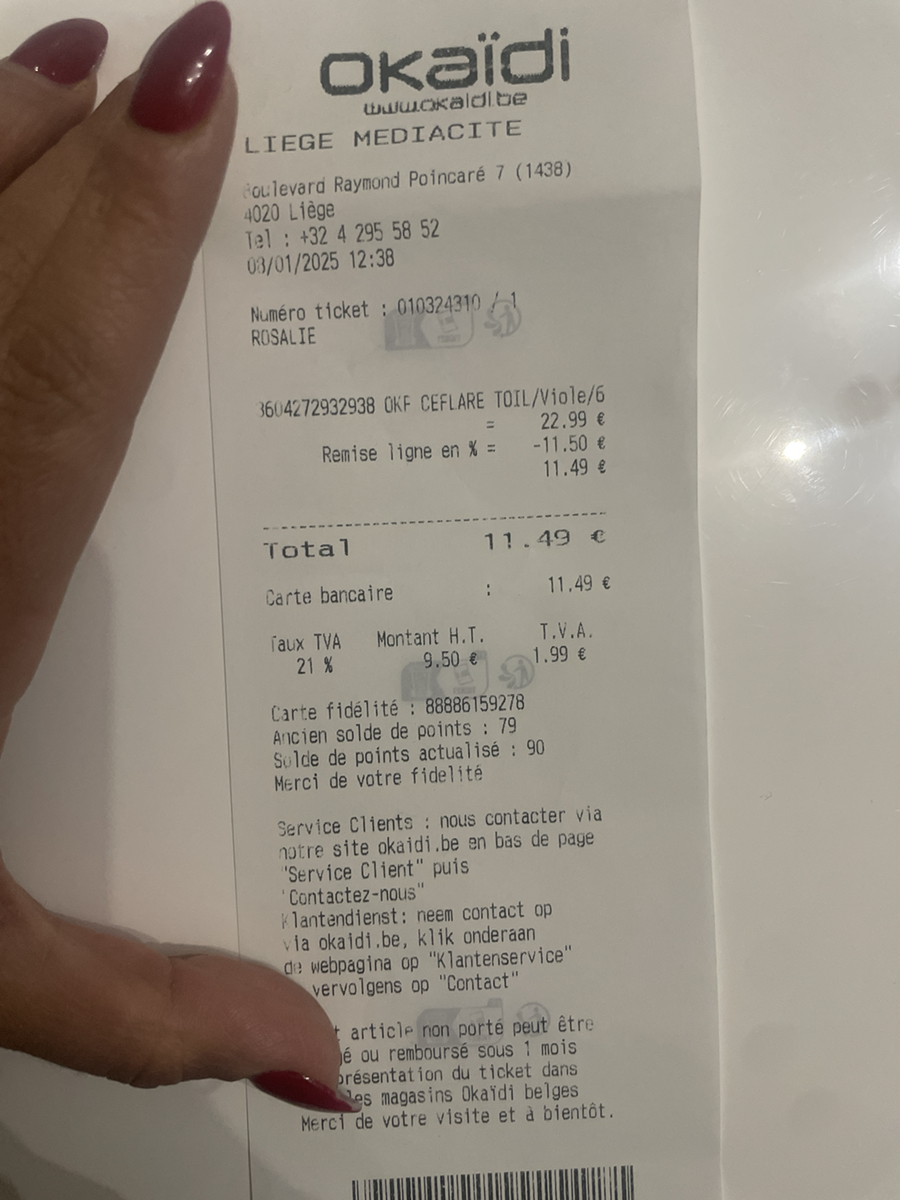 okaïdi
www.okaidi.be
LIEGE MEDIACITE
Boulevard Raymond Poincaré 7 (1438)
4020 Liège
Tel : +32 4 295 58 52
03/01/2025 12:38
Numéro ticket : 010324310 / 1
ROSALIE
3604272932938 OKF CEFLARE TOIL/Viole/6
= 22.99 €
Remise ligne en % = -11.50 €
11.49 €
Total 11.49 €
Carte bancaire : 11.49 €
Taux TVA Montant H.T. T.V.A.
21 % 9.50 € 1.99 €
Carte fidélité : 88886159278
Ancien solde de points : 79
Solde de points actualisé : 90
Merci de votre fidelité
Service Clients : nous contacter via
notre site okaidi.be en bas de page
"Service Client" puis
"Contactez-nous"
Klantendienst: neem contact op
via okaidi.be, klik onderaan
de webpagina op "Klantenservice"
vervolgens op "Contact"
article non porté peut être
ou remboursé sous 1 mois
présentation du ticket dans
les magasins Okaïdi belges
Merci de votre visite et à bientôt.